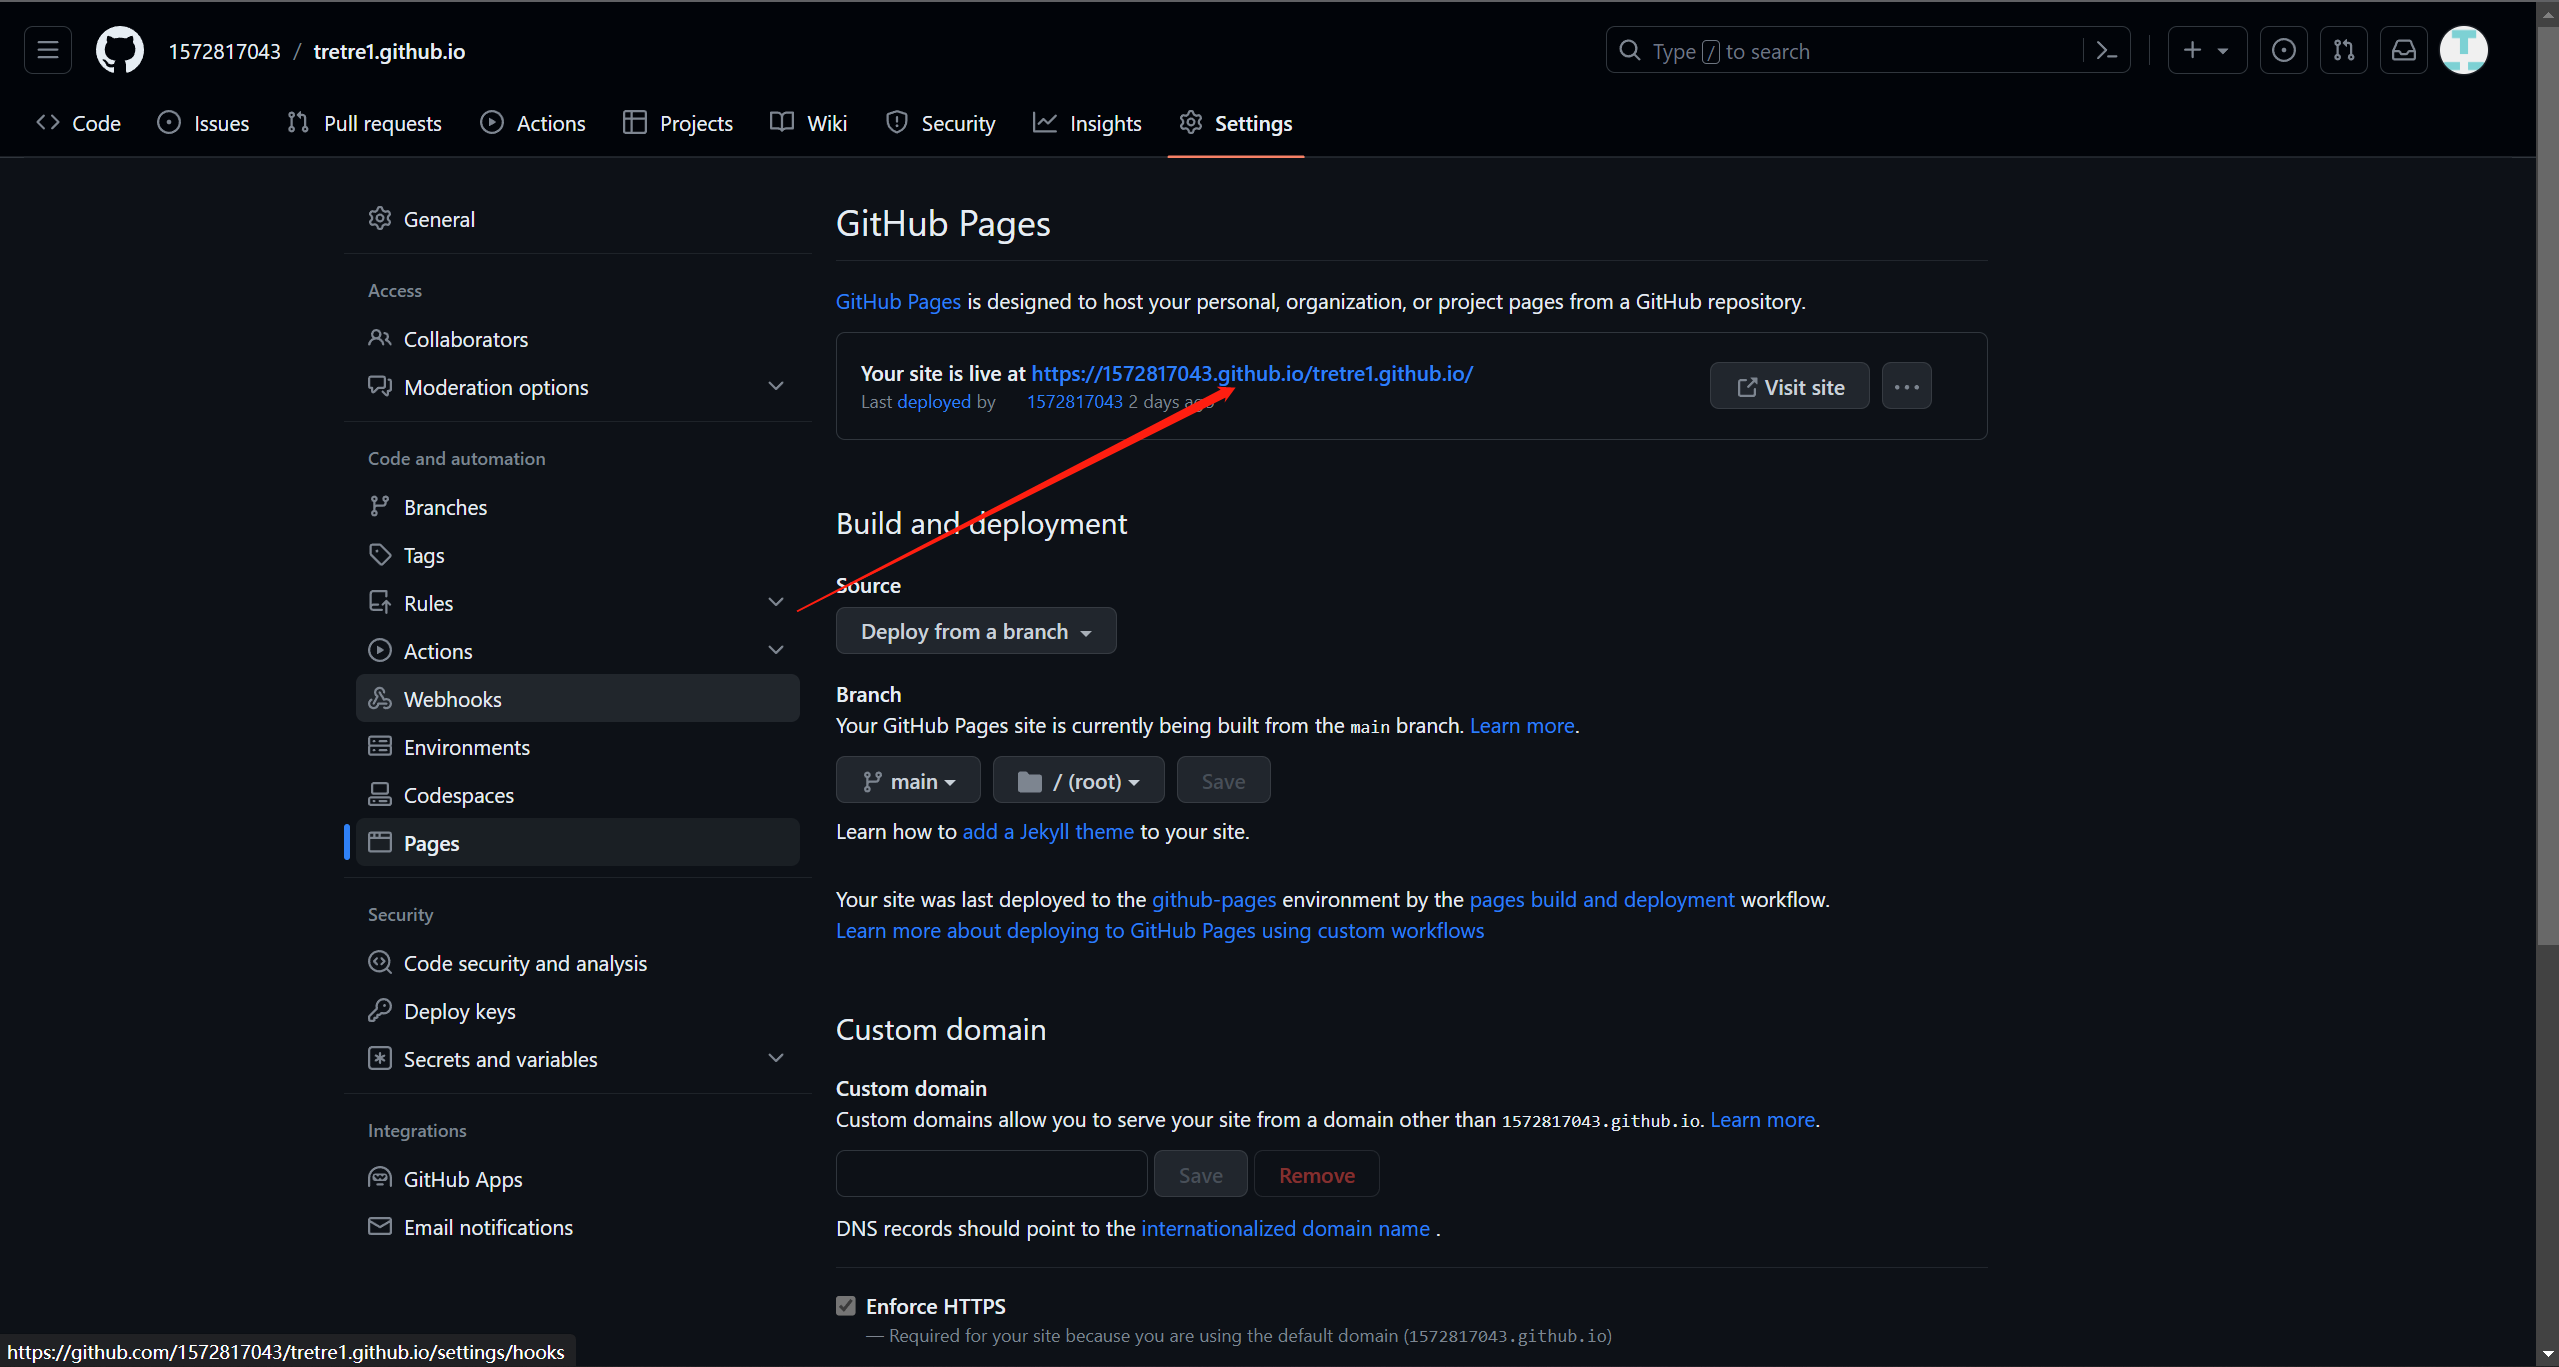 1572817043 / tretre1.github.io
Type / to search
Code Issues Pull requests Actions Projects Wiki Security Insights Settings
General
Access
Collaborators
Moderation options
Code and automation
Branches
Tags
Rules
Actions
Webhooks
Environments
Codespaces
Pages
Security
Code security and analysis
Deploy keys
Secrets and variables
Integrations
GitHub Apps
Email notifications
GitHub Pages
GitHub Pages is designed to host your personal, organization, or project pages from a GitHub repository.
Your site is live at https://1572817043.github.io/tretre1.github.io/
Last deployed by 1572817043 2 days ago
Visit site
Build and deployment
Source
Deploy from a branch
Branch
Your GitHub Pages site is currently being built from the main branch. Learn more.
main / (root) Save
Learn how to add a Jekyll theme to your site.
Your site was last deployed to the github-pages environment by the pages build and deployment workflow.
Learn more about deploying to GitHub Pages using custom workflows
Custom domain
Custom domain
Custom domains allow you to serve your site from a domain other than 1572817043.github.io. Learn more.
Save Remove
DNS records should point to the internationalized domain name .
Enforce HTTPS
— Required for your site because you are using the default domain (1572817043.github.io)
https://github.com/1572817043/tretre1.github.io/settings/hooks